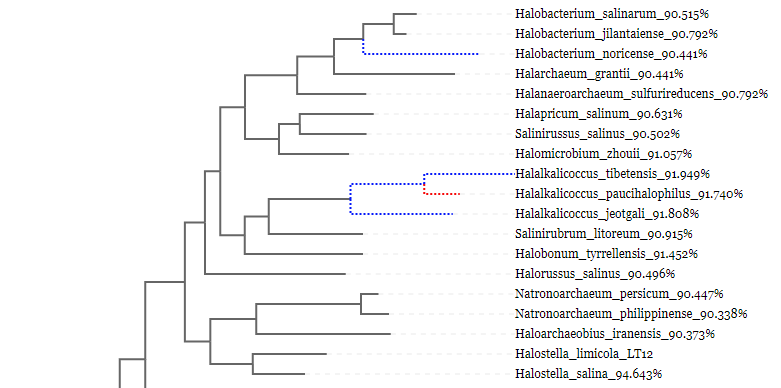 Halobacterium_salinarum_90.515%
Halobacterium_jilantaiense_90.792%
Halobacterium_noricense_90.441%
Halarchaeum_grantii_90.441%
Halanaeroarchaeum_sulfurireducens_90.792%
Halapricum_salinum_90.631%
Salinirussus_salinus_90.502%
Halomicrobium_zhouii_91.057%
Halalkalicoccus_tibetensis_91.949%
Halalkalicoccus_paucihalophilus_91.740%
Halalkalicoccus_jeotgali_91.808%
Salinirubrum_litoreum_90.915%
Halobonum_tyrrellensis_91.452%
Halorussus_salinus_90.496%
Natronoarchaeum_persicum_90.447%
Natronoarchaeum_philippinense_90.338%
Haloarchaeobius_iranensis_90.373%
Halostella_limicola_LT12
Halostella_salina_94.643%